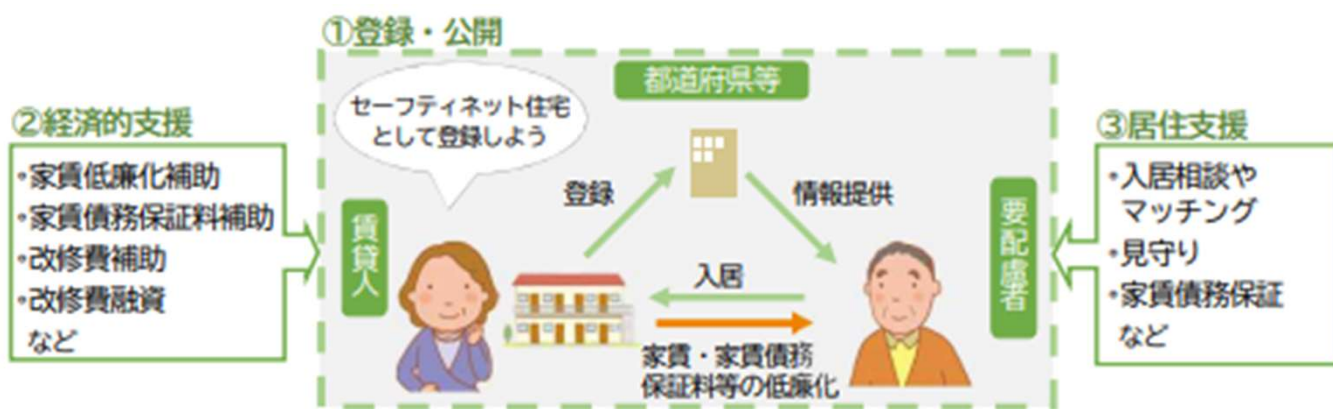 ①登録・公開
都道府県等
セーフティネット住宅
として登録しよう
②経済的支援
・家賃低廉化補助
・家賃債務保証料補助
・改修費補助
・改修費融資
など
賃貸人
登録
情報提供
入居
家賃・家賃債務
保証料等の低廉化
要配慮者
③居住支援
・入居相談や
マッチング
・見守り
・家賃債務保証
など